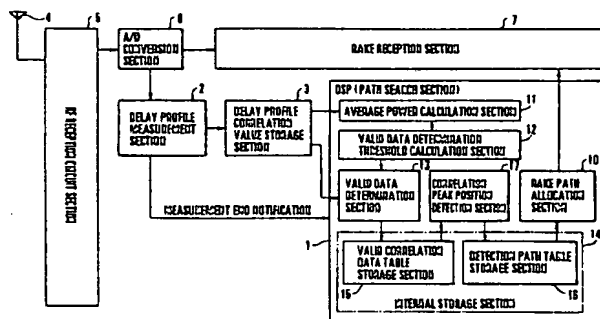 4
5
6
7
A/D
CONVERSION
SECTION
RAKE RECEPTION SECTION
RF RECEPTION CIRCUIT SECTION
2
3
DELAY PROFILE
MEASUREMENT
SECTION
DELAY PROFILE
CORRELATION
VALUE STORAGE
SECTION
DSP (PATH SEARCH SECTION)
11
AVERAGE POWER CALCULATION SECTION
12
VALID DATA DETERMINATION
THRESHOLD CALCULATION SECTION
13
17
10
VALID DATA
DETERMINATION
SECTION
CORRELATION
PEAK POSITION
DETECTION SECTION
RAKE PATH
ALLOCATION
SECTION
MEASUREMENT END NOTIFICATION
1
14
VALID CORRELATION
DATA TABLE
STORAGE SECTION
DETECTION PATH TABLE
STORAGE SECTION
15
16
INTERNAL STORAGE SECTION